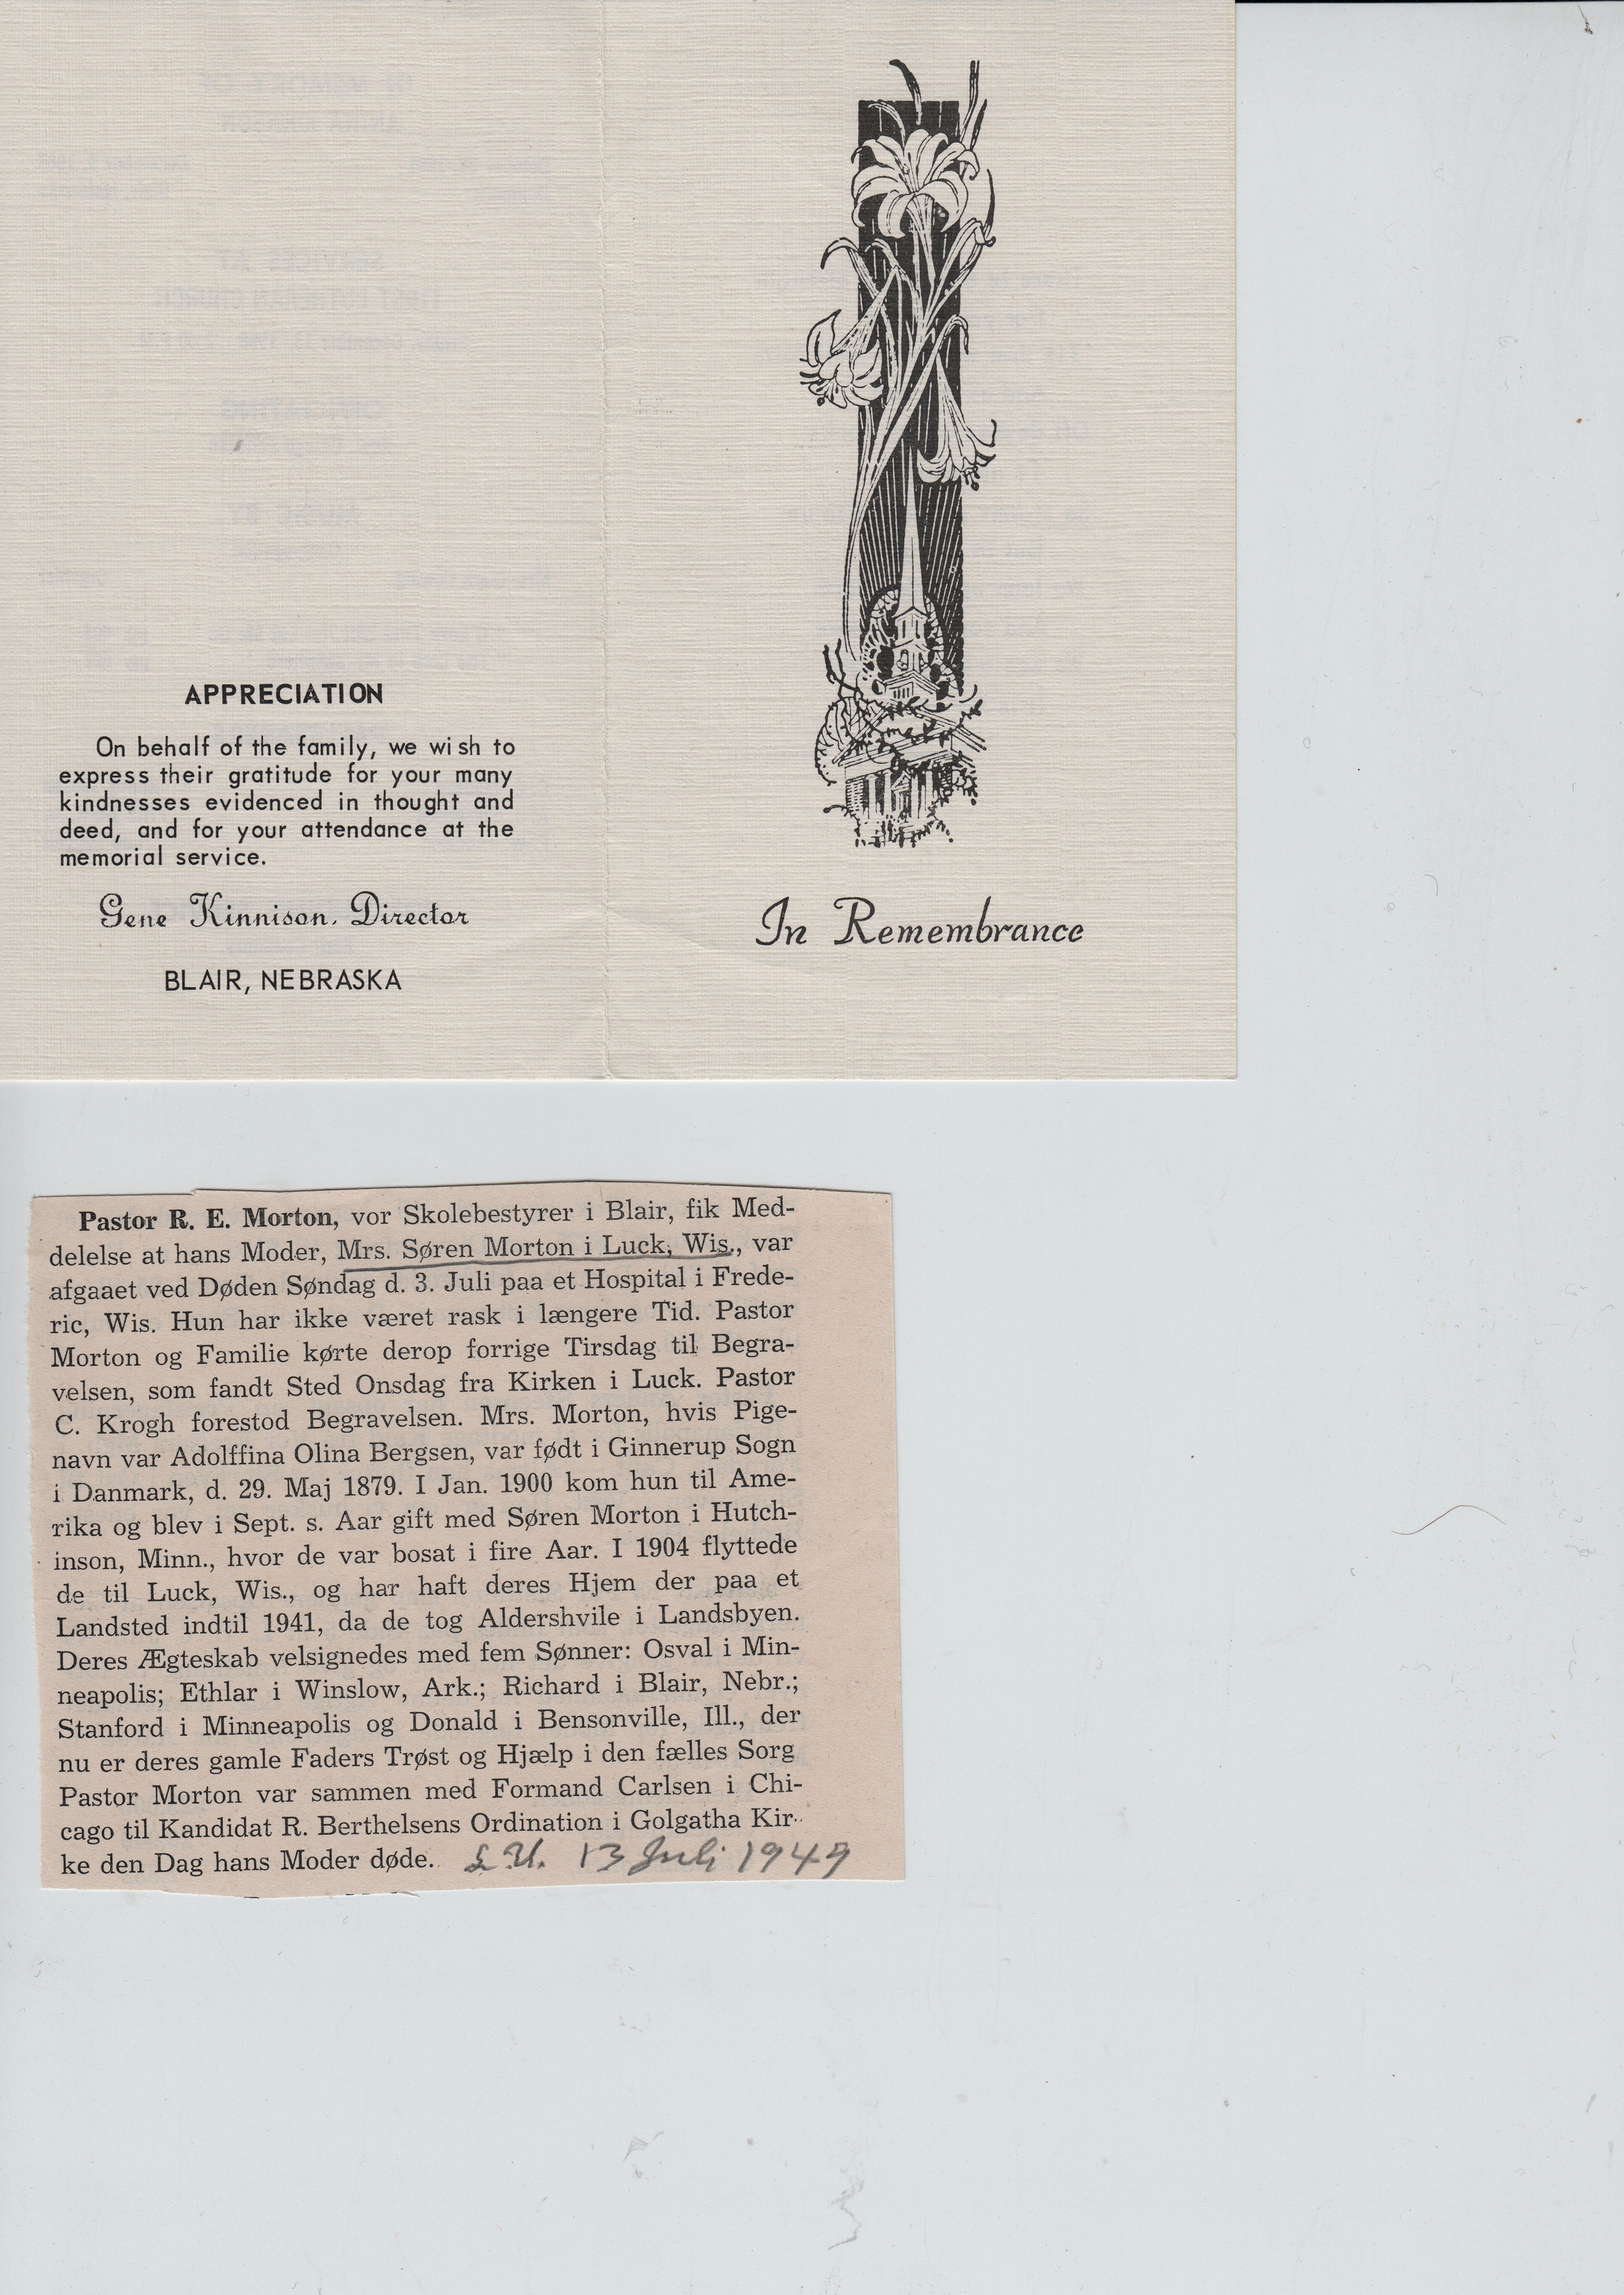 APPRECIATION
On behalf of the family, we wish to
express their gratitude for your many
kindnesses evidenced in thought and
deed, and for your attendance at the
memorial service.
Gene Kinnison, Director
BLAIR, NEBRASKA
In Remembrance
Pastor R. E. Morton, vor Skolebestyrer i Blair, fik Med-
delelse at hans Moder, Mrs. Søren Morton i Luck, Wis., var
afgaaet ved Døden Søndag d. 3. Juli paa et Hospital i Frede-
ric, Wis. Hun har ikke været rask i længere Tid. Pastor
Morton og Familie kørte derop forrige Tirsdag til Begra-
velsen, som fandt Sted Onsdag fra Kirken i Luck. Pastor
C. Krogh forestod Begravelsen. Mrs. Morton, hvis Pige-
navn var Adolffina Olina Bergsen, var født i Ginnerup Sogn
i Danmark, d. 29. Maj 1879. I Jan. 1900 kom hun til Ame-
rika og blev i Sept. s. Aar gift med Søren Morton i Hutch-
inson, Minn., hvor de var bosat i fire Aar. I 1904 flyttede
de til Luck, Wis., og har haft deres Hjem der paa et
Landsted indtil 1941, da de tog Aldershvile i Landsbyen.
Deres Ægteskab velsignedes med fem Sønner: Osval i Min-
neapolis; Ethlar i Winslow, Ark.; Richard i Blair, Nebr.;
Stanford i Minneapolis og Donald i Bensonville, Ill., der
nu er deres gamle Faders Trøst og Hjælp i den fælles Sorg
Pastor Morton var sammen med Formand Carlsen i Chi-
cago til Kandidat R. Berthelsens Ordination i Golgatha Kir-
ke den Dag hans Moder døde. L.U. 13 Juli 1949